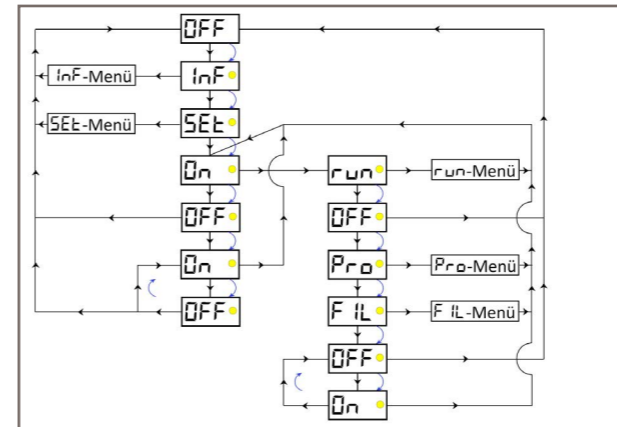 OFF
InF-Menü InF
SEt-Menü SEt
On run run-Menü
OFF OFF
On Pro Pro-Menü
OFF FIL FIL-Menü
OFF
On